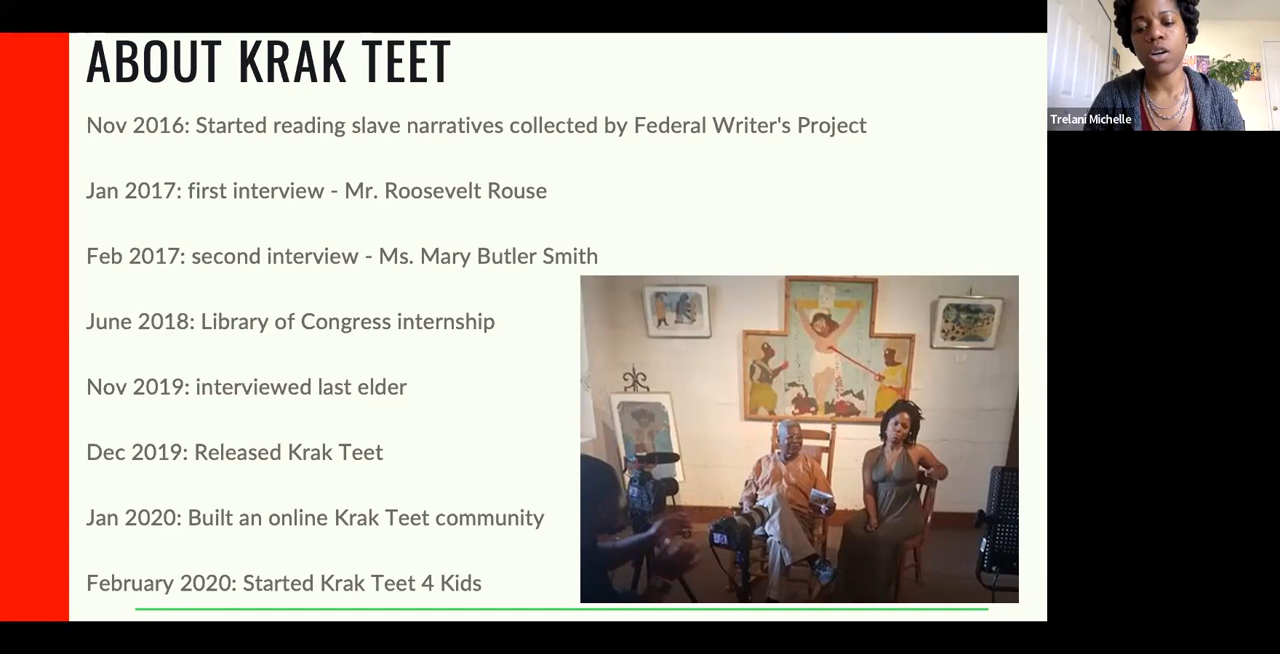 ABOUT KRAK TEET
Nov 2016: Started reading slave narratives collected by Federal Writer's Project
Jan 2017: first interview - Mr. Roosevelt Rouse
Feb 2017: second interview - Ms. Mary Butler Smith
June 2018: Library of Congress internship
Nov 2019: interviewed last elder
Dec 2019: Released Krak Teet
Jan 2020: Built an online Krak Teet community
February 2020: Started Krak Teet 4 Kids
Trelani Michelle